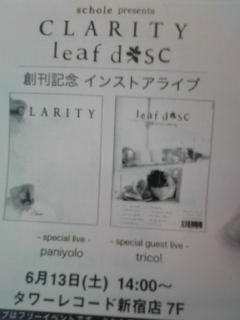 schole presents
CLARITY
leaf disc
創刊記念 インストアライブ
CLARITY
leaf disc
- special live -
paniyolo
- special guest live -
trico!
6月13日(土) 14:00〜
タワーレコード新宿店 7F